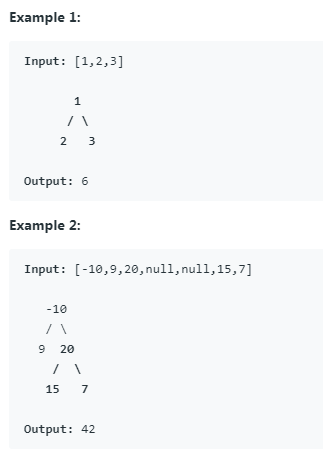 Example 1:
Input: [1,2,3]
1
/ \
2 3
Output: 6
Example 2:
Input: [-10,9,20,null,null,15,7]
-10
/ \
9 20
/ \
15 7
Output: 42